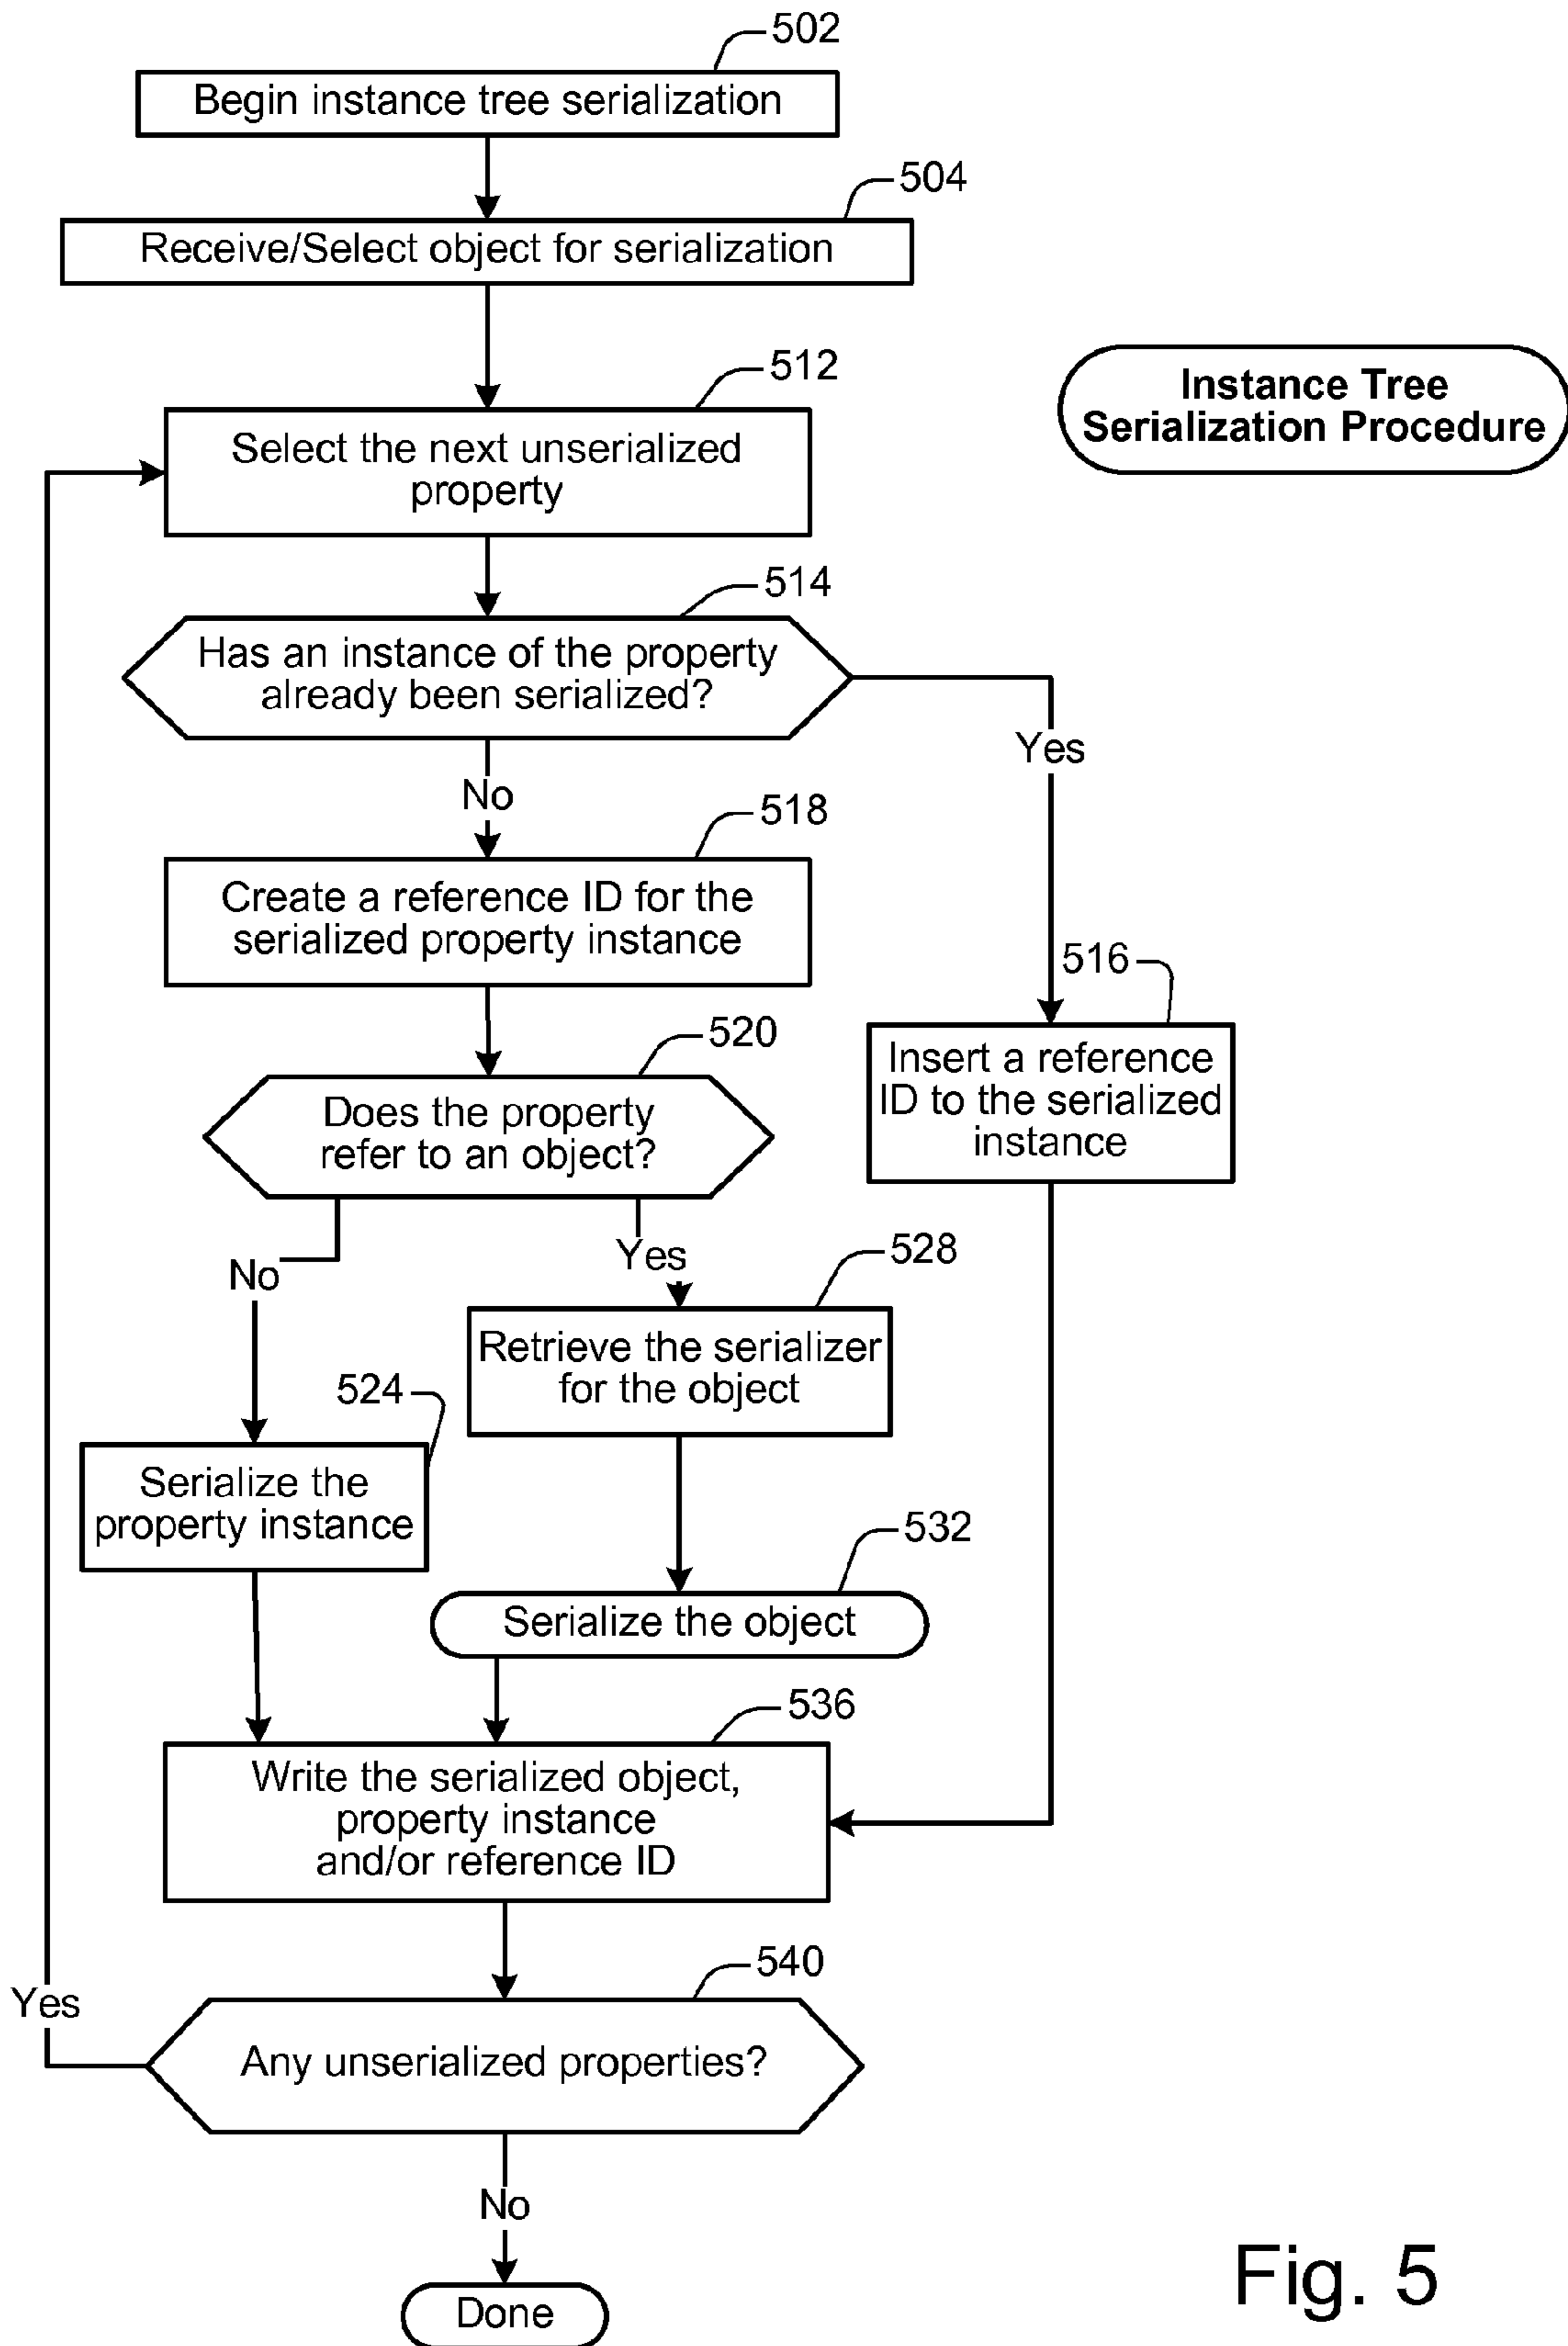 502
Begin instance tree serialization
504
Receive/Select object for serialization
512
Select the next unserialized
property
Instance Tree
Serialization Procedure
514
Has an instance of the property
already been serialized?
Yes
No
518
Create a reference ID for the
serialized property instance
516
Insert a reference
ID to the serialized
instance
520
Does the property
refer to an object?
No
Yes
528
Retrieve the serializer
for the object
524
Serialize the
property instance
532
Serialize the object
536
Write the serialized object,
property instance
and/or reference ID
540
Yes
Any unserialized properties?
No
Done
Fig. 5